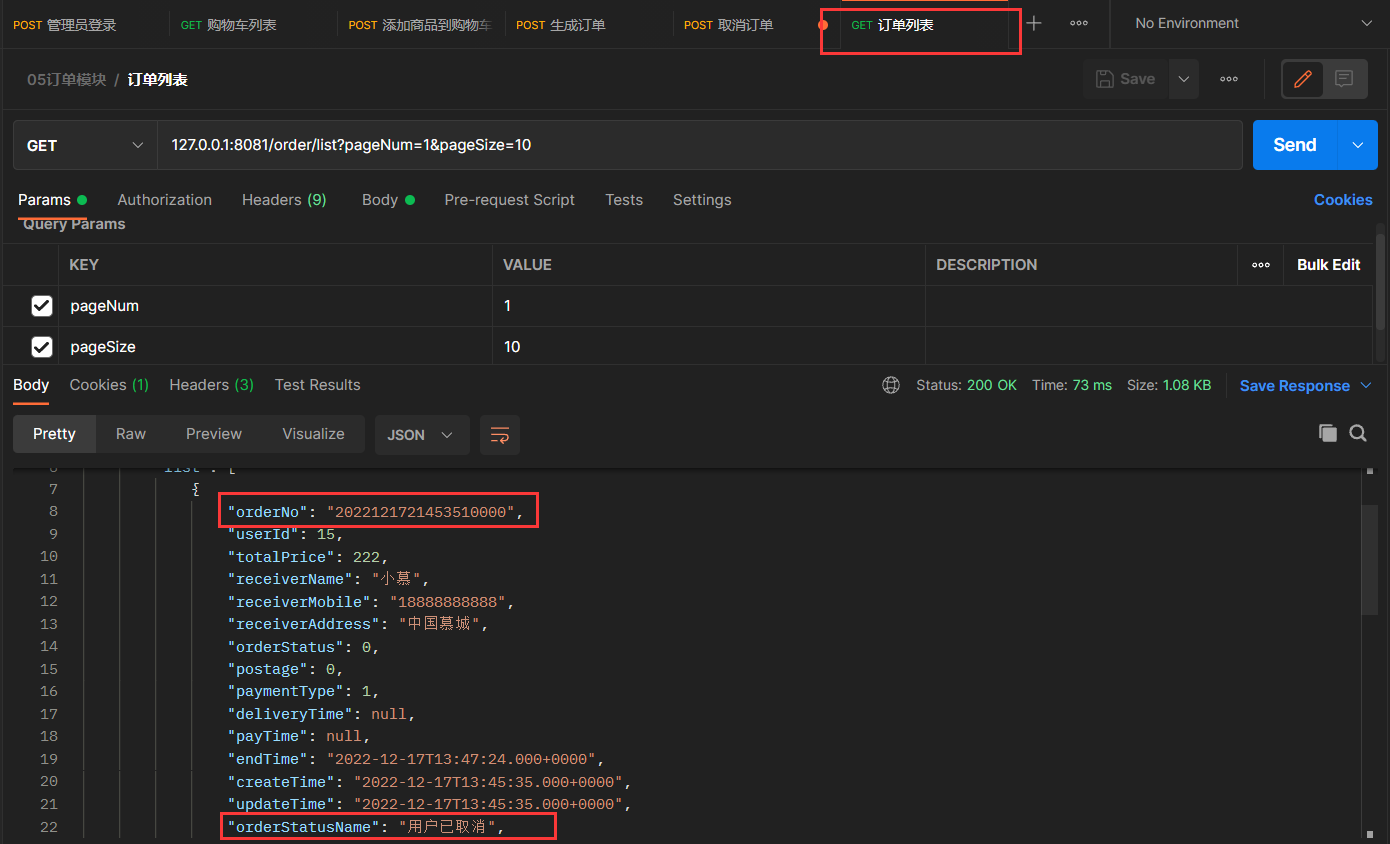 POST 管理员登录 GET 购物车列表 POST 添加商品到购物车 POST 生成订单 POST 取消订单 GET 订单列表 No Environment
05订单模块 / 订单列表 Save
GET 127.0.0.1:8081/order/list?pageNum=1&pageSize=10 Send
Params Authorization Headers (9) Body Pre-request Script Tests Settings Cookies
Query Params
KEY VALUE DESCRIPTION Bulk Edit
pageNum 1
pageSize 10
Body Cookies (1) Headers (3) Test Results Status: 200 OK Time: 73 ms Size: 1.08 KB Save Response
Pretty Raw Preview Visualize JSON
6 "list": [
7 {
8 "orderNo": "2022121721453510000",
9 "userId": 15,
10 "totalPrice": 222,
11 "receiverName": "小慕",
12 "receiverMobile": "18888888888",
13 "receiverAddress": "中国慕城",
14 "orderStatus": 0,
15 "postage": 0,
16 "paymentType": 1,
17 "deliveryTime": null,
18 "payTime": null,
19 "endTime": "2022-12-17T13:47:24.000+0000",
20 "createTime": "2022-12-17T13:45:35.000+0000",
21 "updateTime": "2022-12-17T13:45:35.000+0000",
22 "orderStatusName": "用户已取消",